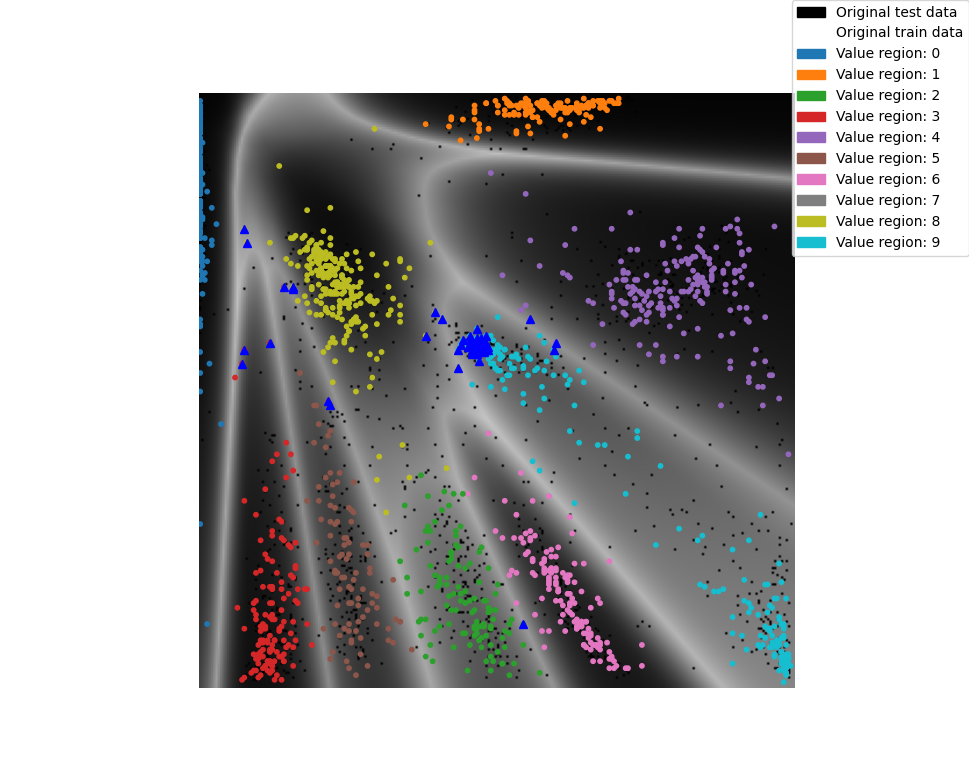 Original test data
Original train data
Value region: 0
Value region: 1
Value region: 2
Value region: 3
Value region: 4
Value region: 5
Value region: 6
Value region: 7
Value region: 8
Value region: 9